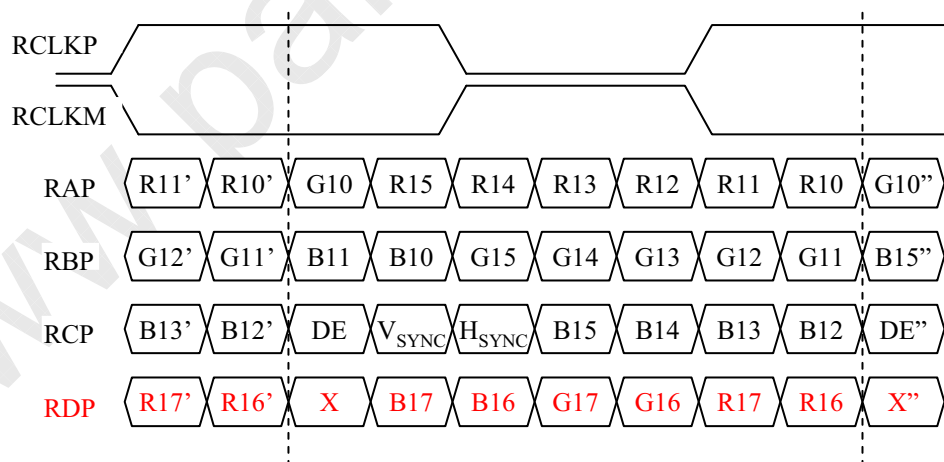 RCLKP
RCLKM
RAP R11’ R10’ G10 R15 R14 R13 R12 R11 R10 G10”
RBP G12’ G11’ B11 B10 G15 G14 G13 G12 G11 B15”
RCP B13’ B12’ DE VSYNC HSYNC B15 B14 B13 B12 DE”
RDP R17’ R16’ X B17 B16 G17 G16 R17 R16 X”